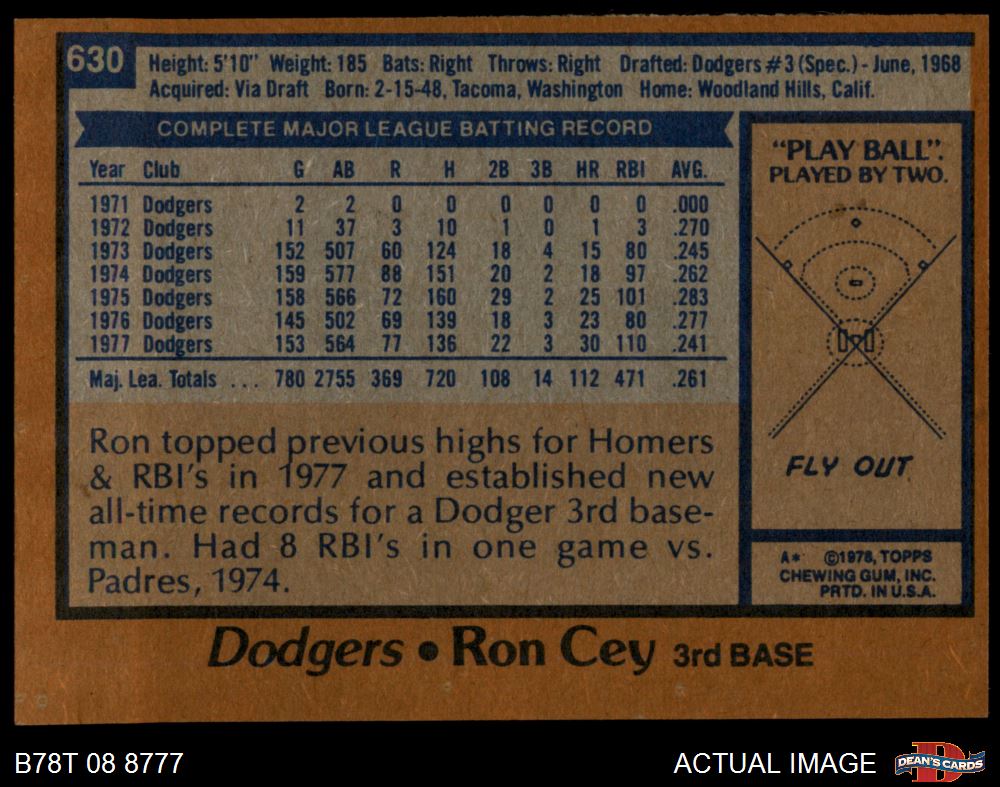 630
Height: 5'10" Weight: 185 Bats: Right Throws: Right Drafted: Dodgers #3 (Spec.) - June, 1968
Acquired: Via Draft Born: 2-15-48, Tacoma, Washington Home: Woodland Hills, Calif.
COMPLETE MAJOR LEAGUE BATTING RECORD
Year Club G AB R H 2B 3B HR RBI AVG.
1971 Dodgers 2 2 0 0 0 0 0 0 .000
1972 Dodgers 11 37 3 10 1 0 1 3 .270
1973 Dodgers 152 507 60 124 18 4 15 80 .245
1974 Dodgers 159 577 88 151 20 2 18 97 .262
1975 Dodgers 158 566 72 160 29 2 25 101 .283
1976 Dodgers 145 502 69 139 18 3 23 80 .277
1977 Dodgers 153 564 77 136 22 3 30 110 .241
Maj. Lea. Totals ... 780 2755 369 720 108 14 112 471 .261
Ron topped previous highs for Homers
& RBI's in 1977 and established new
all-time records for a Dodger 3rd base-
man. Had 8 RBI's in one game vs.
Padres, 1974.
"PLAY BALL".
PLAYED BY TWO.
FLY OUT
A* ©1978, TOPPS
CHEWING GUM, INC.
PRTD. IN U.S.A.
Dodgers • Ron Cey 3rd BASE
B78T 08 8777
ACTUAL IMAGE
DEAN'S CARDS